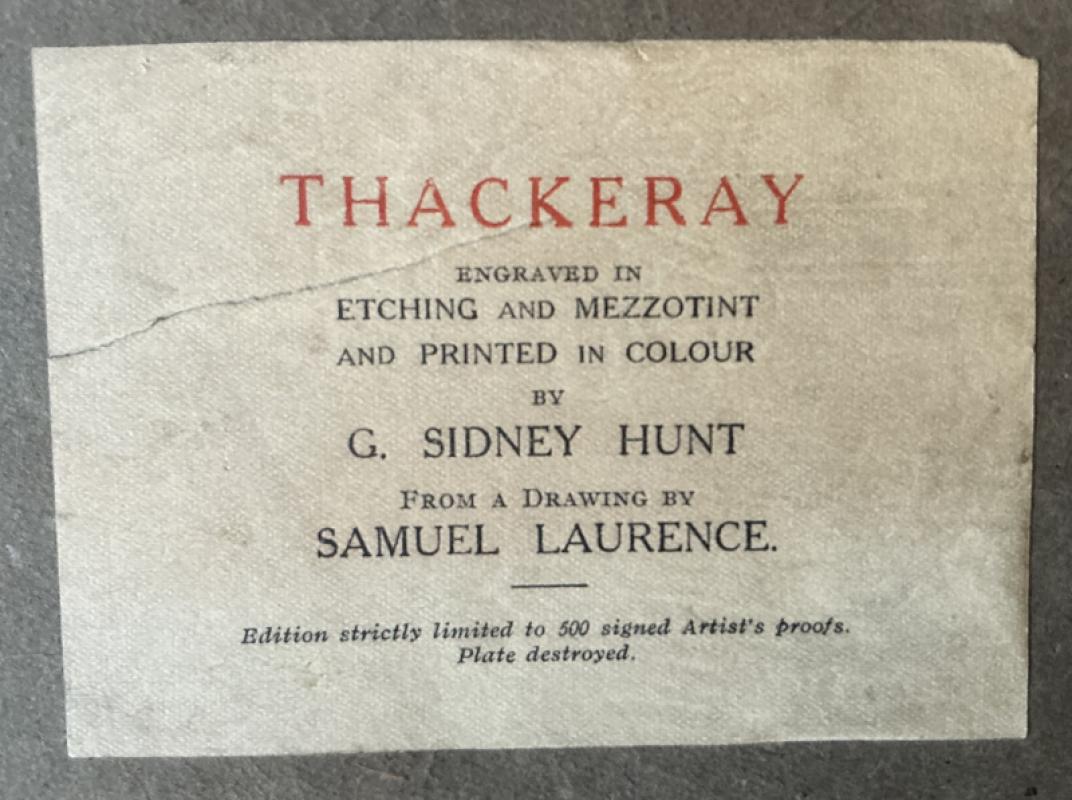 THACKERAY
ENGRAVED IN
ETCHING AND MEZZOTINT
AND PRINTED IN COLOUR
BY
G. SIDNEY HUNT
FROM A DRAWING BY
SAMUEL LAURENCE.
Edition strictly limited to 500 signed Artist's proofs.
Plate destroyed.